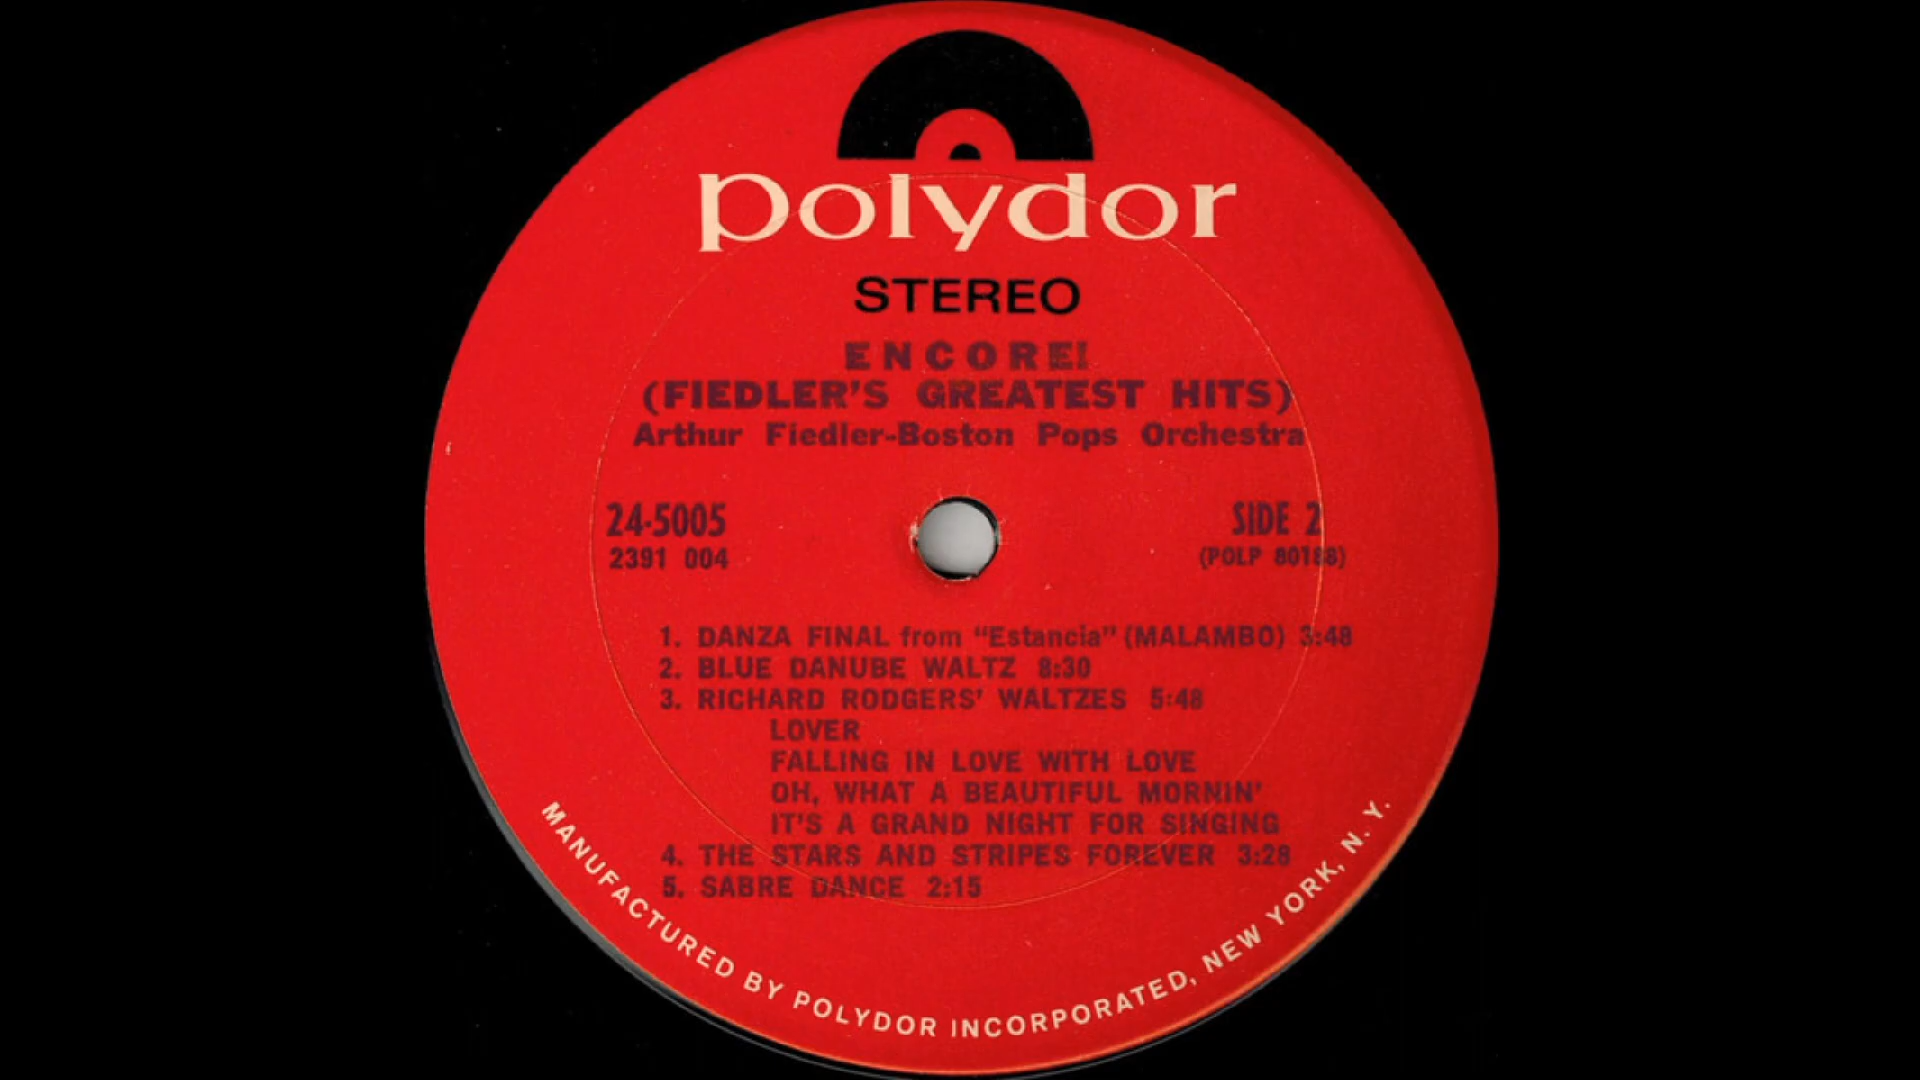 polydor
STEREO
ENCORE!
(FIEDLER'S GREATEST HITS)
Arthur Fiedler-Boston Pops Orchestra
24-5005
SIDE 2
2391 004
(POLP 80188)
1. DANZA FINAL from "Estancia" (MALAMBO) 3:48
2. BLUE DANUBE WALTZ 8:30
3. RICHARD RODGERS' WALTZES 5:48
LOVER
FALLING IN LOVE WITH LOVE
OH, WHAT A BEAUTIFUL MORNIN'
IT'S A GRAND NIGHT FOR SINGING
4. THE STARS AND STRIPES FOREVER 3:28
5. SABRE DANCE 2:15
MANUFACTURED BY POLYDOR INCORPORATED, NEW YORK, N. Y.